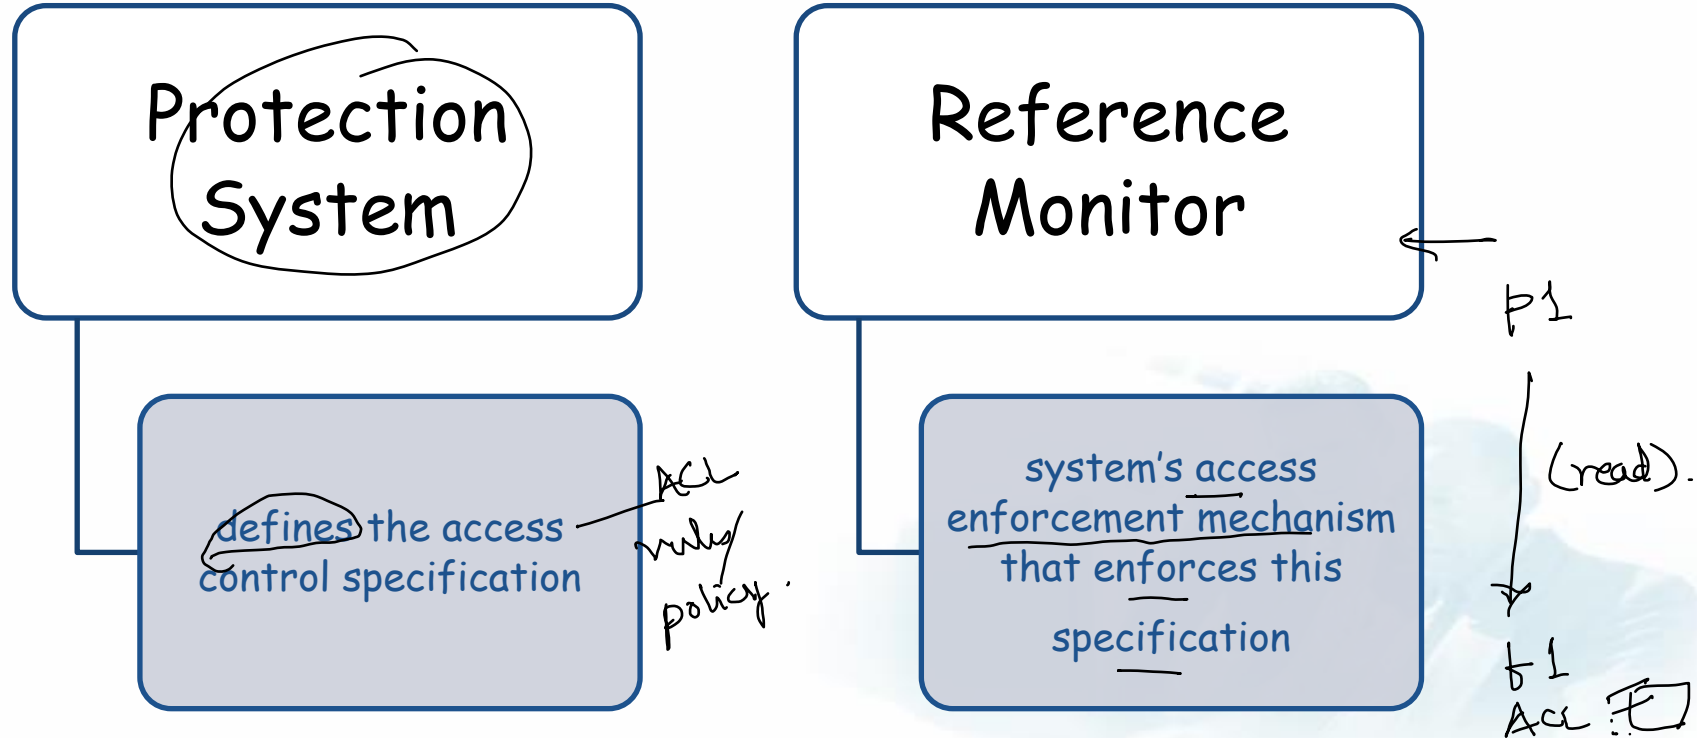 Protection
System
defines the access
control specification
ACL
rules/
policy.
Reference
Monitor
system's access
enforcement mechanism
that enforces this
specification
p1
(read).
f1
ACL